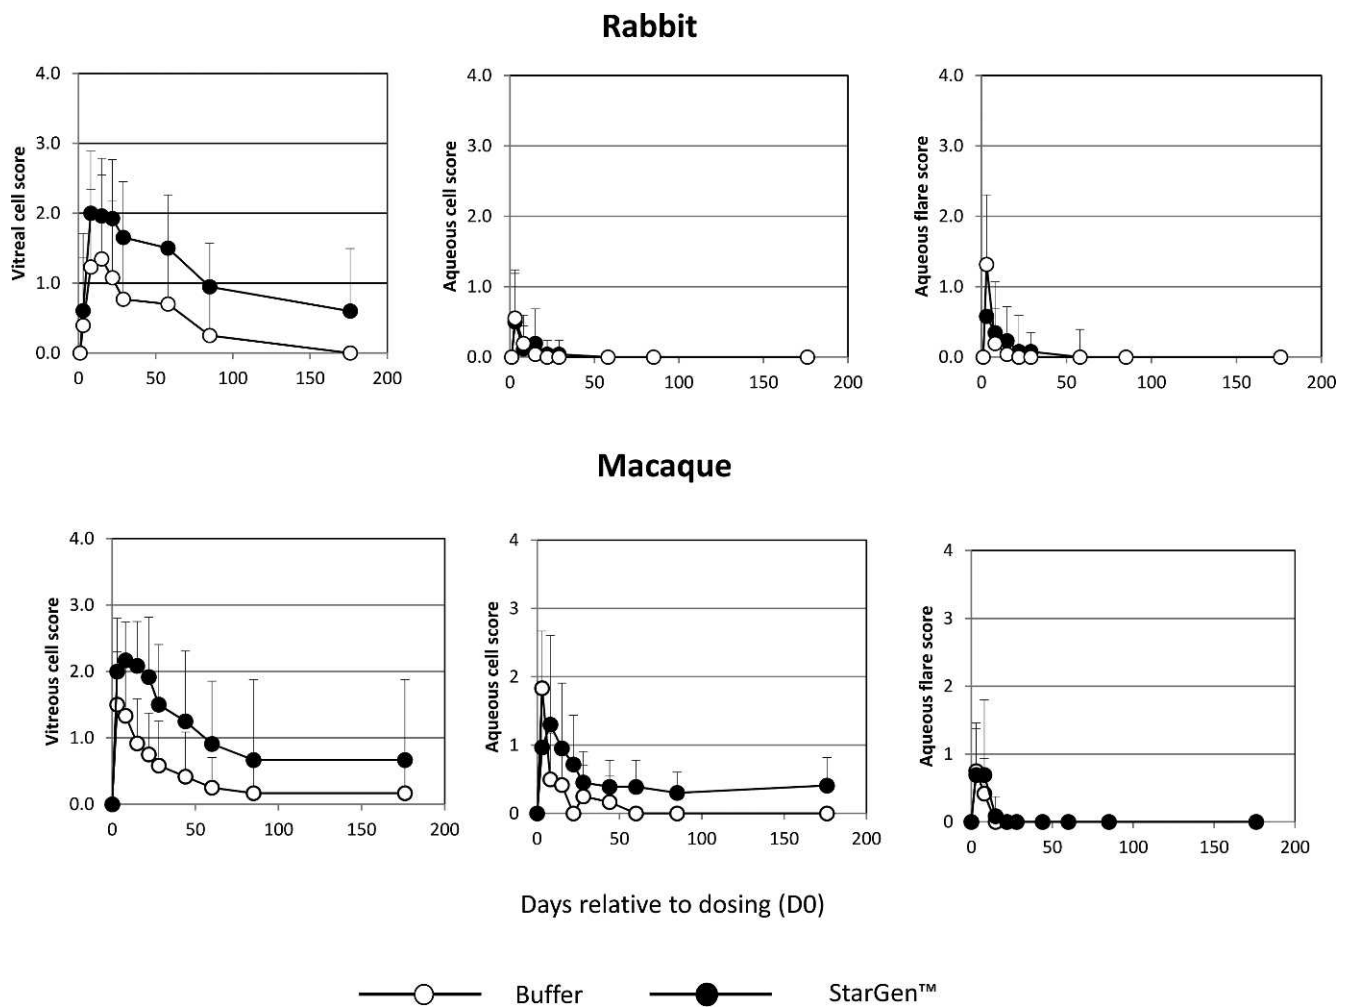 Rabbit
Vitreal cell score
4.0
3.0
2.0
1.0
0.0
0 50 100 150 200
Aqueous cell score
4.0
3.0
2.0
1.0
0.0
0 50 100 150 200
Aqueous flare score
4.0
3.0
2.0
1.0
0.0
0 50 100 150 200
Macaque
Vitreous cell score
4.0
3.0
2.0
1.0
0.0
0 50 100 150 200
Aqueous cell score
4
3
2
1
0
0 50 100 150 200
Aqueous flare score
4
3
2
1
0
0 50 100 150 200
Days relative to dosing (D0)
Buffer StarGen™